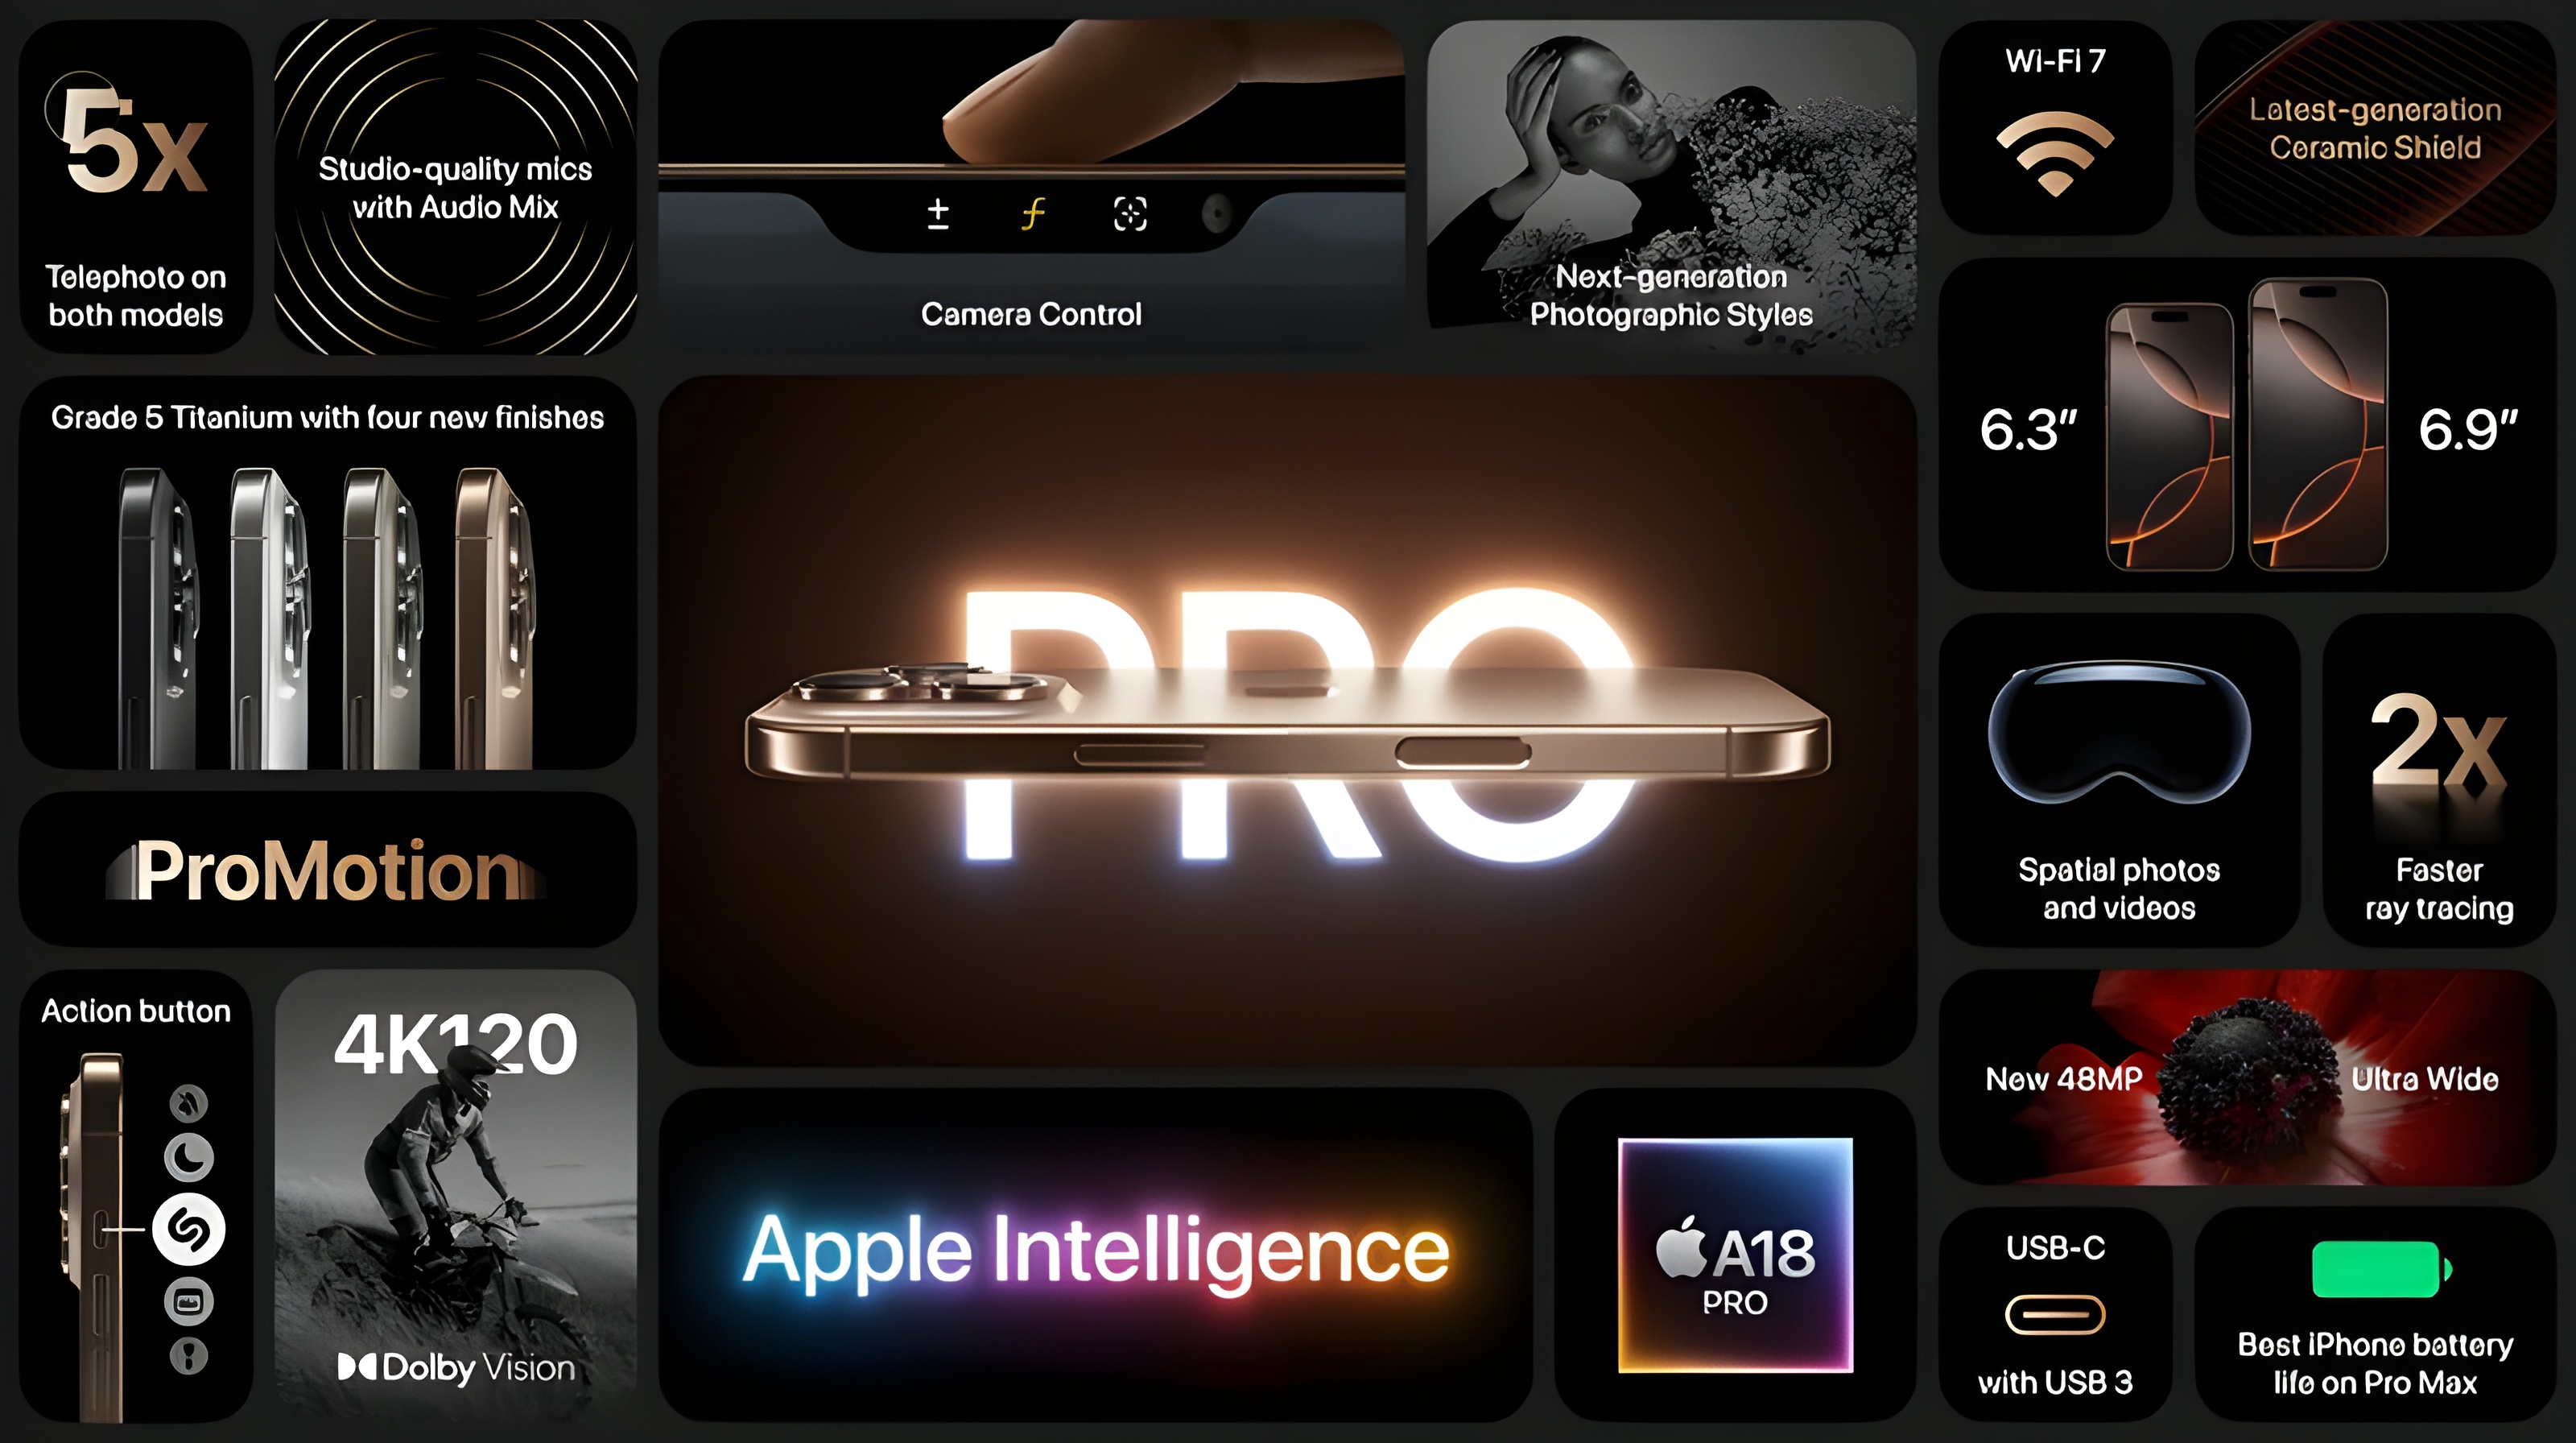 5x
Telephoto on
both models
Studio-quality mics
with Audio Mix
Camera Control
Next-generation
Photographic Styles
Wi-Fi 7
Latest-generation
Ceramic Shield
Grade 5 Titanium with four new finishes
6.3″
6.9″
PRO
ProMotion
Spatial photos
and videos
2x
Faster
ray tracing
Action button
4K120
Dolby Vision
Apple Intelligence
A18
PRO
New 48MP
Ultra Wide
USB-C
with USB 3
Best iPhone battery
life on Pro Max